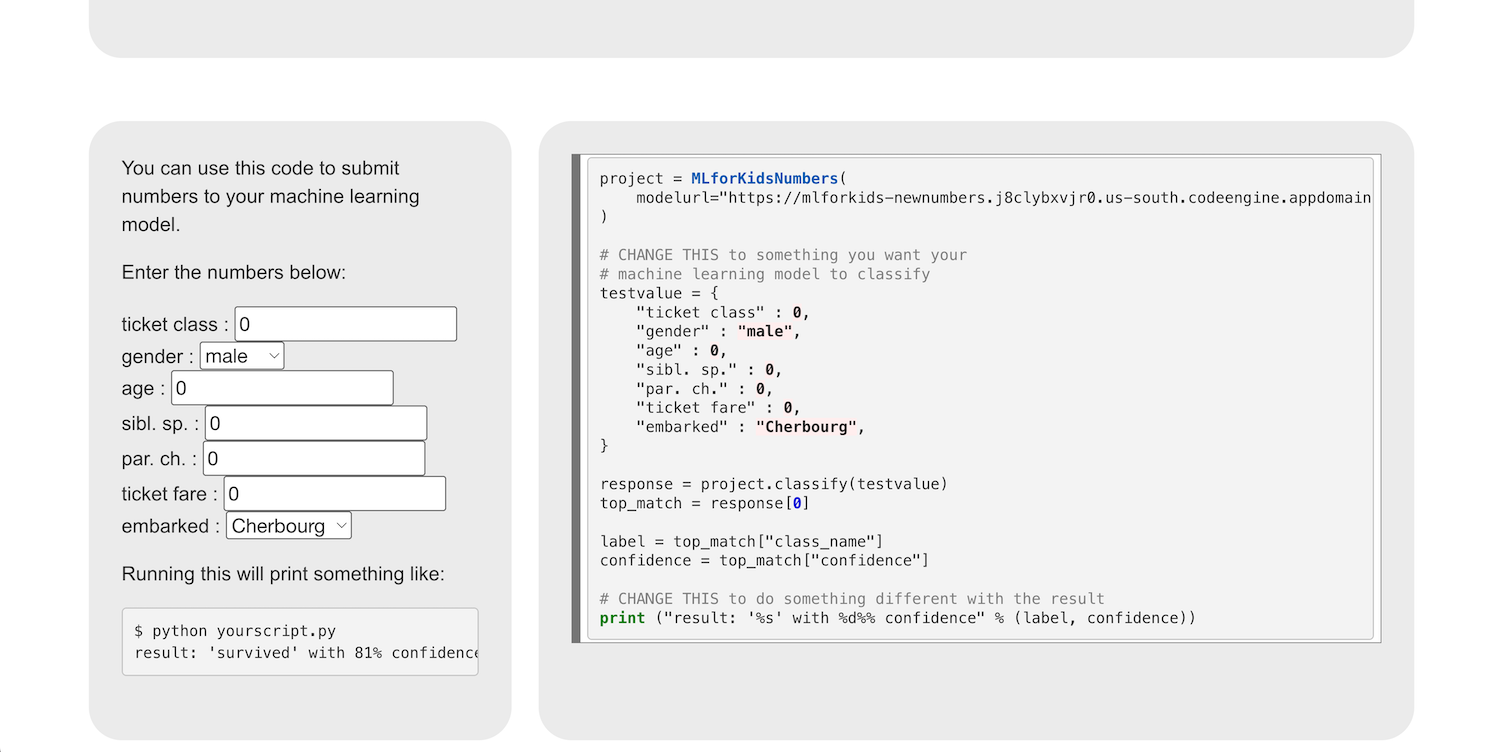 You can use this code to submit
numbers to your machine learning
model.
Enter the numbers below:
ticket class : 0
gender : male
age : 0
sibl. sp. : 0
par. ch. : 0
ticket fare : 0
embarked : Cherbourg
Running this will print something like:
$ python yourscript.py
result: 'survived' with 81% confidence
project = MLforKidsNumbers(
    modelurl="https://mlforkids-newnumbers.j8clybxvjr0.us-south.codeengine.appdomain
)
# CHANGE THIS to something you want your
# machine learning model to classify
testvalue = {
    "ticket class" : 0,
    "gender" : "male",
    "age" : 0,
    "sibl. sp." : 0,
    "par. ch." : 0,
    "ticket fare" : 0,
    "embarked" : "Cherbourg",
}
response = project.classify(testvalue)
top_match = response[0]
label = top_match["class_name"]
confidence = top_match["confidence"]
# CHANGE THIS to do something different with the result
print ("result: '%s' with %d%% confidence" % (label, confidence))